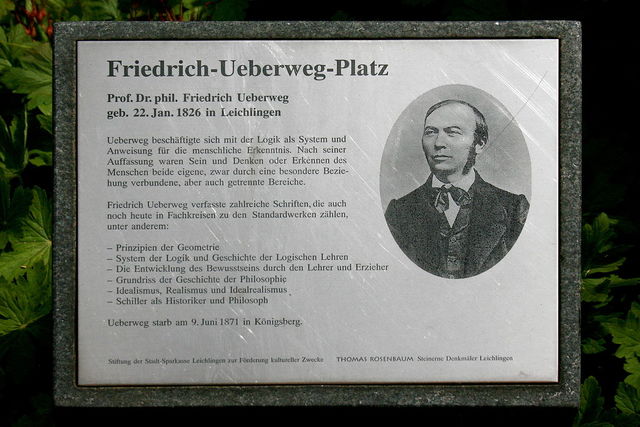 Friedrich-Ueberweg-Platz
Prof. Dr. phil. Friedrich Ueberweg
geb. 22. Jan. 1826 in Leichlingen
Ueberweg beschäftigte sich mit der Logik als System und
Anweisung für die menschliche Erkenntnis. Nach seiner
Auffassung waren Sein und Denken oder Erkennen des
Menschen beide eigene, zwar durch eine besondere Bezie-
hung verbundene, aber auch getrennte Bereiche.
Friedrich Ueberweg verfasste zahlreiche Schriften, die auch
noch heute in Fachkreisen zu den Standardwerken zählen,
unter anderem:
– Prinzipien der Geometrie
– System der Logik und Geschichte der Logischen Lehren
– Die Entwicklung des Bewusstseins durch den Lehrer und Erzieher
– Grundriss der Geschichte der Philosophie
– Idealismus, Realismus und Idealrealismus
– Schiller als Historiker und Philosoph
Ueberweg starb am 9. Juni 1871 in Königsberg.
Stiftung der Stadt-Sparkasse Leichlingen zur Förderung kultureller Zwecke THOMAS ROSENBAUM Steinerne Denkmäler Leichlingen